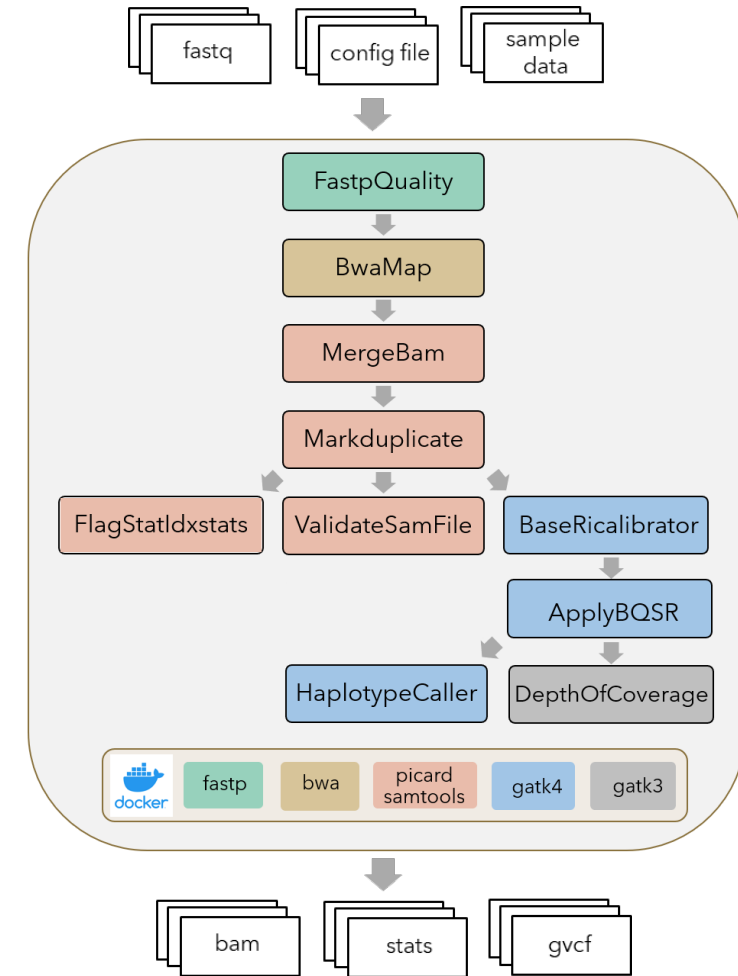 fastq
config file
sample
data
FastpQuality
BwaMap
MergeBam
Markduplicate
FlagStatIdxstats
ValidateSamFile
BaseRicalibrator
ApplyBQSR
HaplotypeCaller
DepthOfCoverage
docker
fastp
bwa
picard
samtools
gatk4
gatk3
bam
stats
gvcf